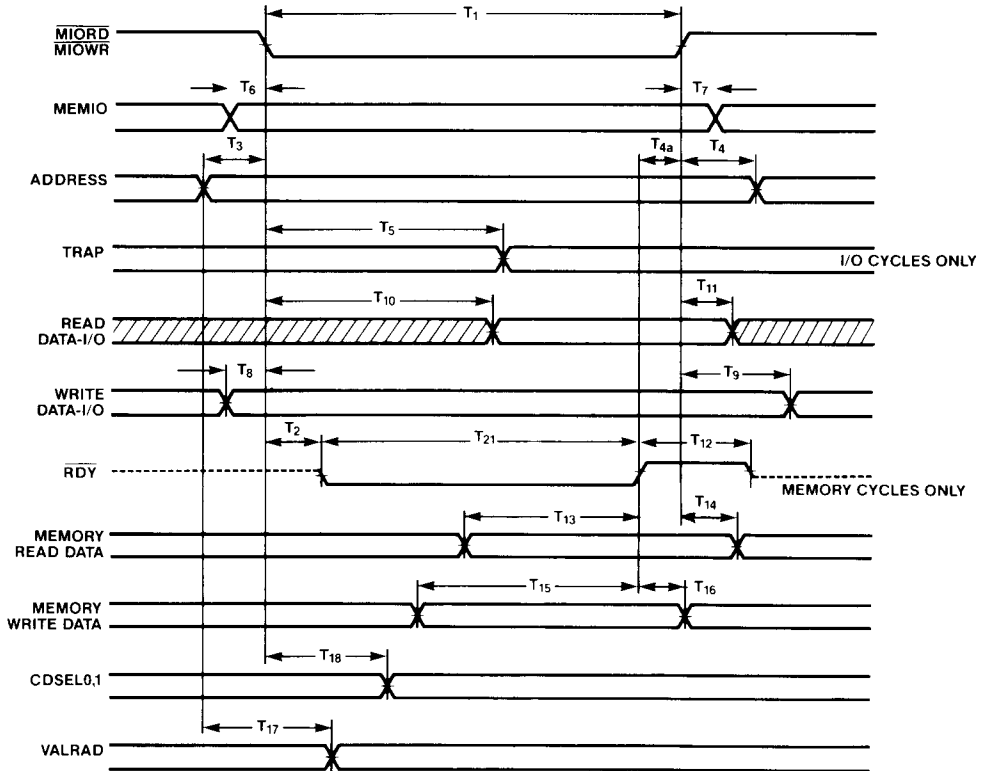 T1
MIORD
MIOWR
T6
T7
MEMIO
T3
T4a
T4
ADDRESS
T5
TRAP
I/O CYCLES ONLY
T10
T11
READ
DATA-I/O
T8
T9
WRITE
DATA-I/O
T2
T21
T12
RDY
MEMORY CYCLES ONLY
T13
T14
MEMORY
READ DATA
T15
T16
MEMORY
WRITE DATA
T18
CDSEL0,1
T17
VALRAD